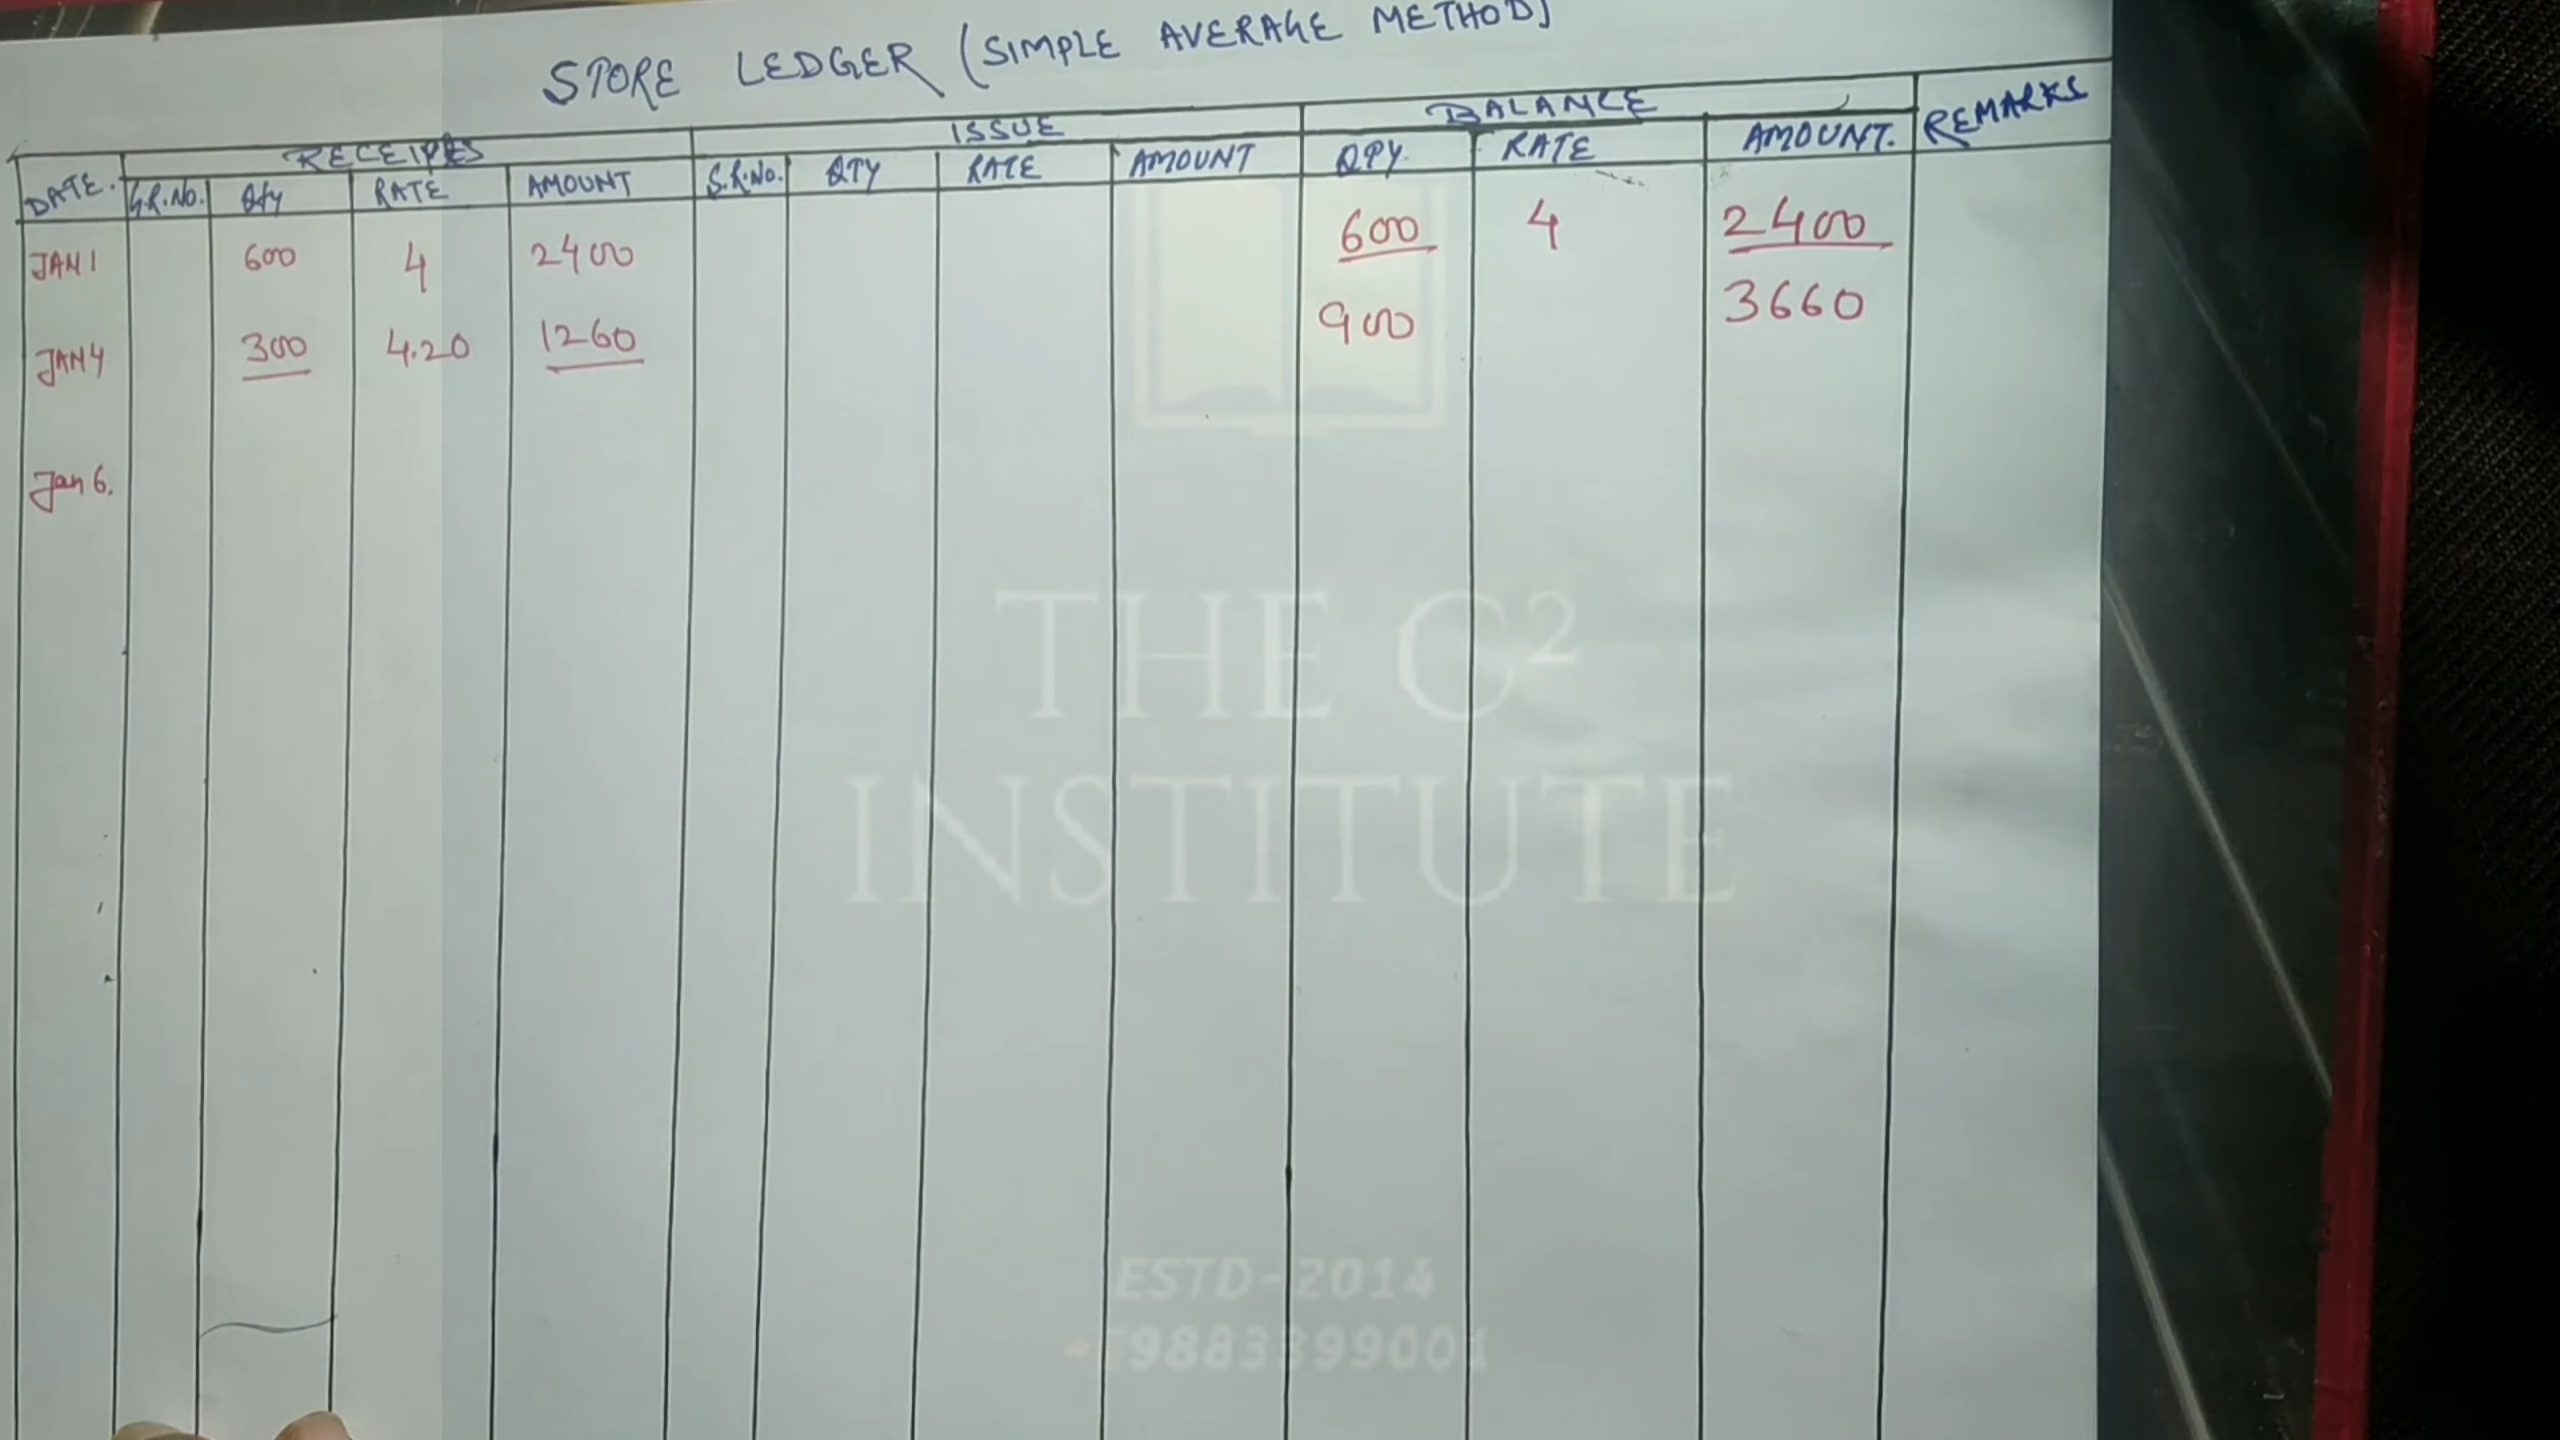 STORE LEDGER (SIMPLE AVERAGE METHOD)
DATE. RECEIPES ISSUE BALANCE REMARKS
G.R.No. Qty RATE AMOUNT S.R.No. QTY RATE AMOUNT QTY RATE AMOUNT.
JAN 1 600 4 2400 600 4 2400
JAN 4 300 4.20 1260 900 3660
Jan 6.
THE C²
INSTITUTE
ESTD-2014